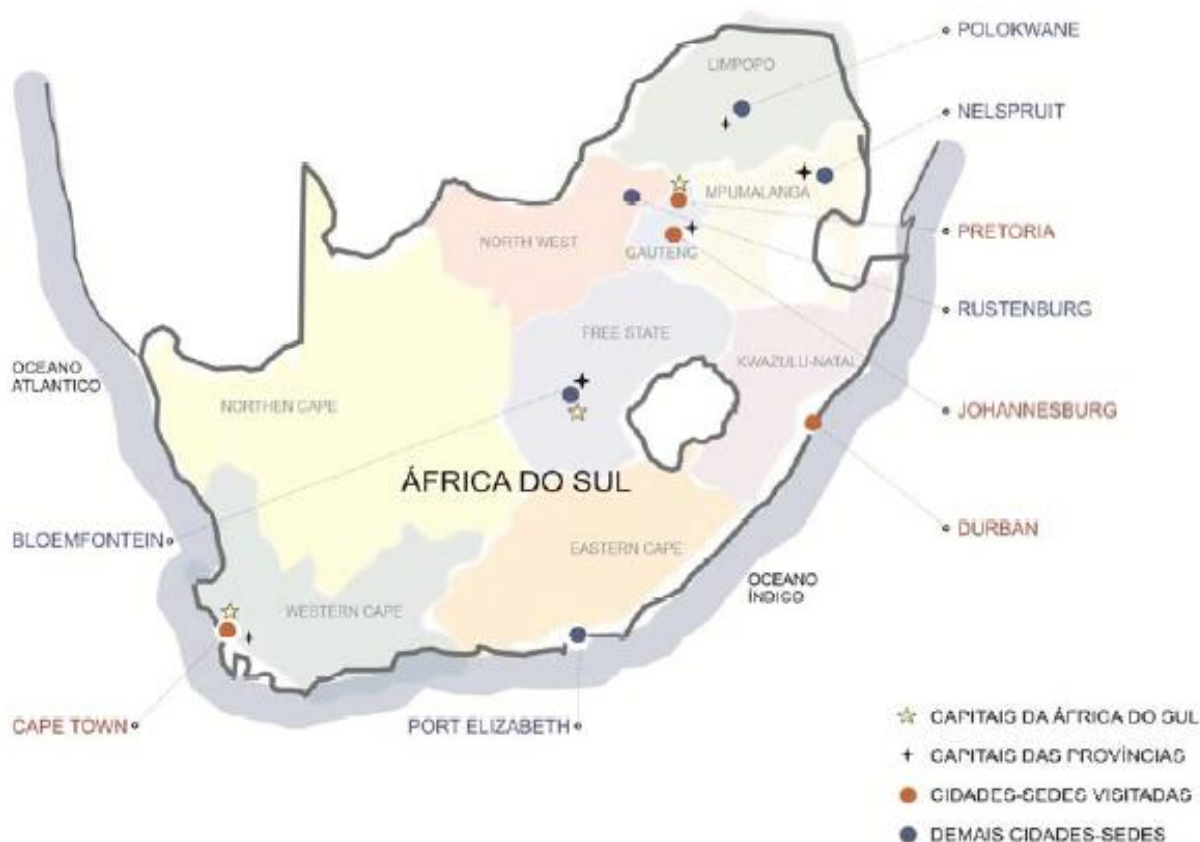 POLOKWANE
LIMPOPO
NELSPRUIT
MPUMALANGA
PRETORIA
NORTH WEST
GAUTENG
RUSTENBURG
FREE STATE
KWAZULU-NATAL
OCEANO
ATLANTICO
NORTHEN CAPE
JOHANNESBURG
ÁFRICA DO SUL
DURBAN
BLOEMFONTEIN
EASTERN CAPE
OCEANO
ÍNDIGO
WESTERN CAPE
CAPE TOWN
PORT ELIZABETH
CAPITAIS DA ÁFRICA DO SUL
CAPITAIS DAS PROVÍNCIAS
CIDADES-SEDES VISITADAS
DEMAIS CIDADES-SEDES